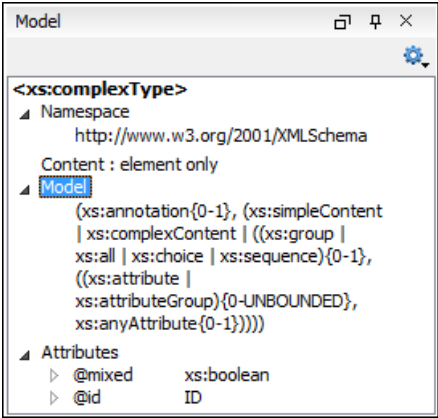 Model
<xs:complexType>
Namespace
http://www.w3.org/2001/XMLSchema
Content : element only
Model
(xs:annotation{0-1}, (xs:simpleContent
| xs:complexContent | ((xs:group |
xs:all | xs:choice | xs:sequence){0-1},
((xs:attribute |
xs:attributeGroup){0-UNBOUNDED},
xs:anyAttribute{0-1}))))
Attributes
@mixed xs:boolean
@id ID